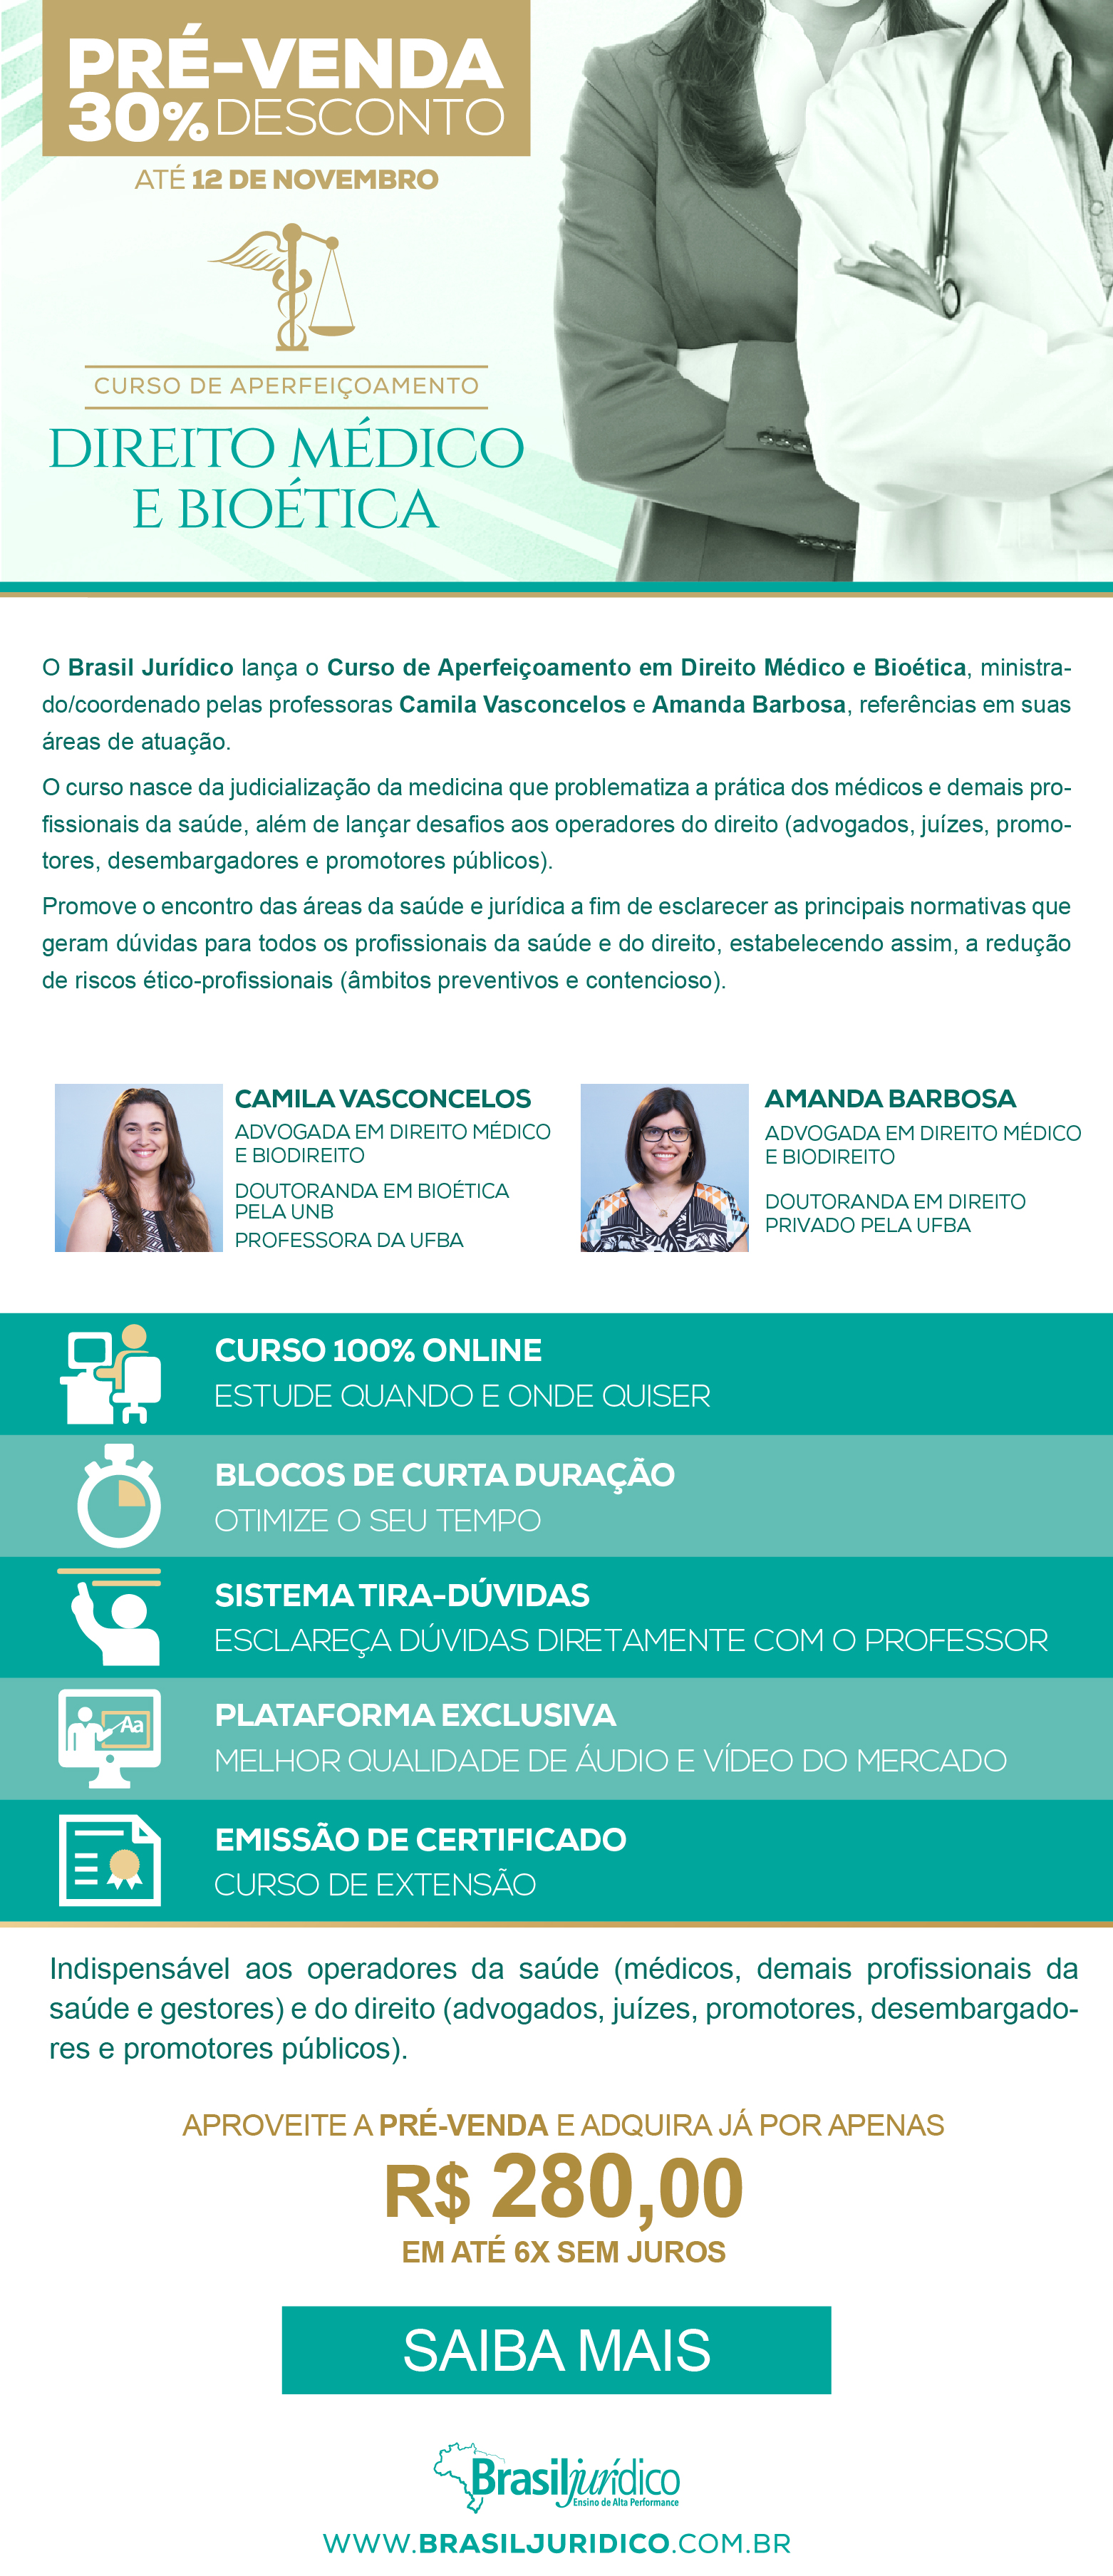 PRÉ-VENDA
30% DESCONTO
ATÉ 12 DE NOVEMBRO
CURSO DE APERFEIÇOAMENTO
DIREITO MÉDICO
E BIOÉTICA
O Brasil Jurídico lança o Curso de Aperfeiçoamento em Direito Médico e Bioética, ministra-
do/coordenado pelas professoras Camila Vasconcelos e Amanda Barbosa, referências em suas
áreas de atuação.
O curso nasce da judicialização da medicina que problematiza a prática dos médicos e demais pro-
fissionais da saúde, além de lançar desafios aos operadores do direito (advogados, juízes, promo-
tores, desembargadores e promotores públicos).
Promove o encontro das áreas da saúde e jurídica a fim de esclarecer as principais normativas que
geram dúvidas para todos os profissionais da saúde e do direito, estabelecendo assim, a redução
de riscos ético-profissionais (âmbitos preventivos e contencioso).
CAMILA VASCONCELOS
ADVOGADA EM DIREITO MÉDICO
E BIODIREITO
DOUTORANDA EM BIOÉTICA
PELA UNB
PROFESSORA DA UFBA
AMANDA BARBOSA
ADVOGADA EM DIREITO MÉDICO
E BIODIREITO
DOUTORANDA EM DIREITO
PRIVADO PELA UFBA
CURSO 100% ONLINE
ESTUDE QUANDO E ONDE QUISER
BLOCOS DE CURTA DURAÇÃO
OTIMIZE O SEU TEMPO
SISTEMA TIRA-DÚVIDAS
ESCLAREÇA DÚVIDAS DIRETAMENTE COM O PROFESSOR
Aa
PLATAFORMA EXCLUSIVA
MELHOR QUALIDADE DE ÁUDIO E VÍDEO DO MERCADO
EMISSÃO DE CERTIFICADO
CURSO DE EXTENSÃO
Indispensável aos operadores da saúde (médicos, demais profissionais da
saúde e gestores) e do direito (advogados, juízes, promotores, desembargado-
res e promotores públicos).
APROVEITE A PRÉ-VENDA E ADQUIRA JÁ POR APENAS
R$ 280,00
EM ATÉ 6X SEM JUROS
SAIBA MAIS
Brasiljurídico
Ensino de Alta Performance
WWW.BRASILJURIDICO.COM.BR